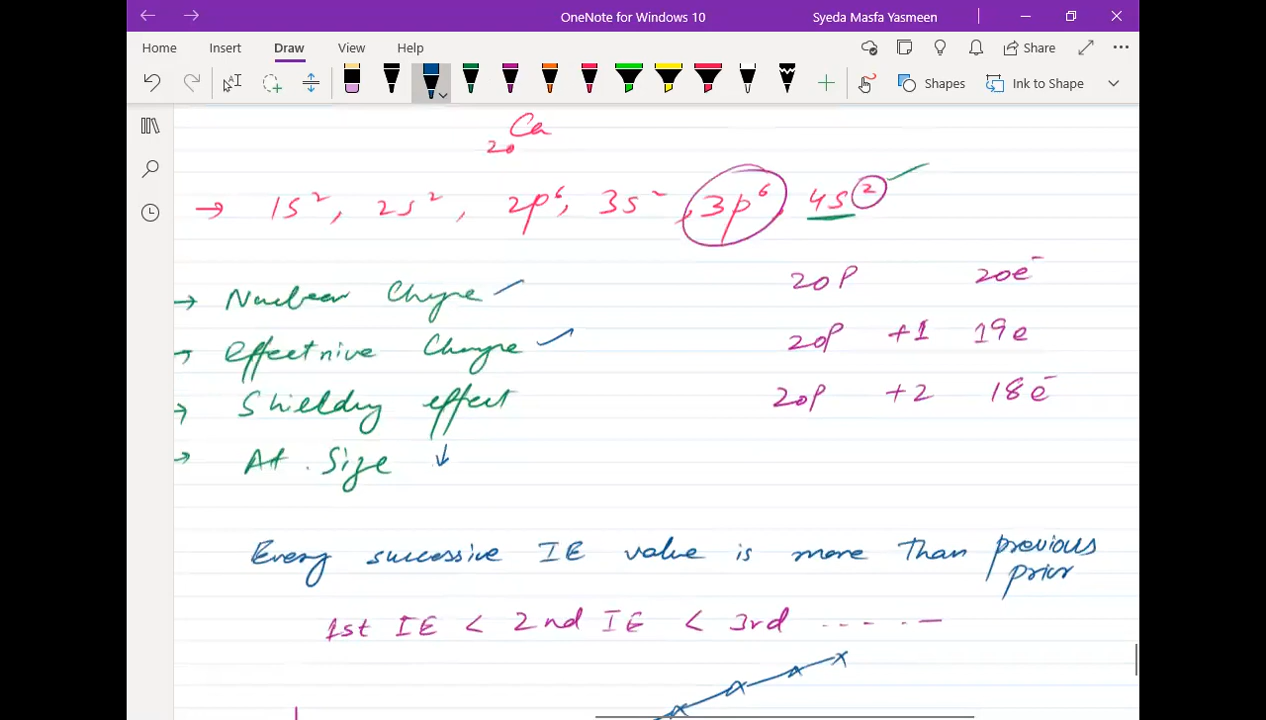 OneNote for Windows 10
Syeda Masfa Yasmeen
Home Insert Draw View Help
Share
Shapes
Ink to Shape
20Ca
→ 1s², 2s², 2p⁶, 3s², 3p⁶ 4s²
→ Nuclear Charge
20p 20e⁻
→ Effective Charge
20p +1 19e
→ Shielding effect
20p +2 18e⁻
→ At. Size ↓
Every successive IE value is more than previous
prior
1st IE < 2nd IE < 3rd ------